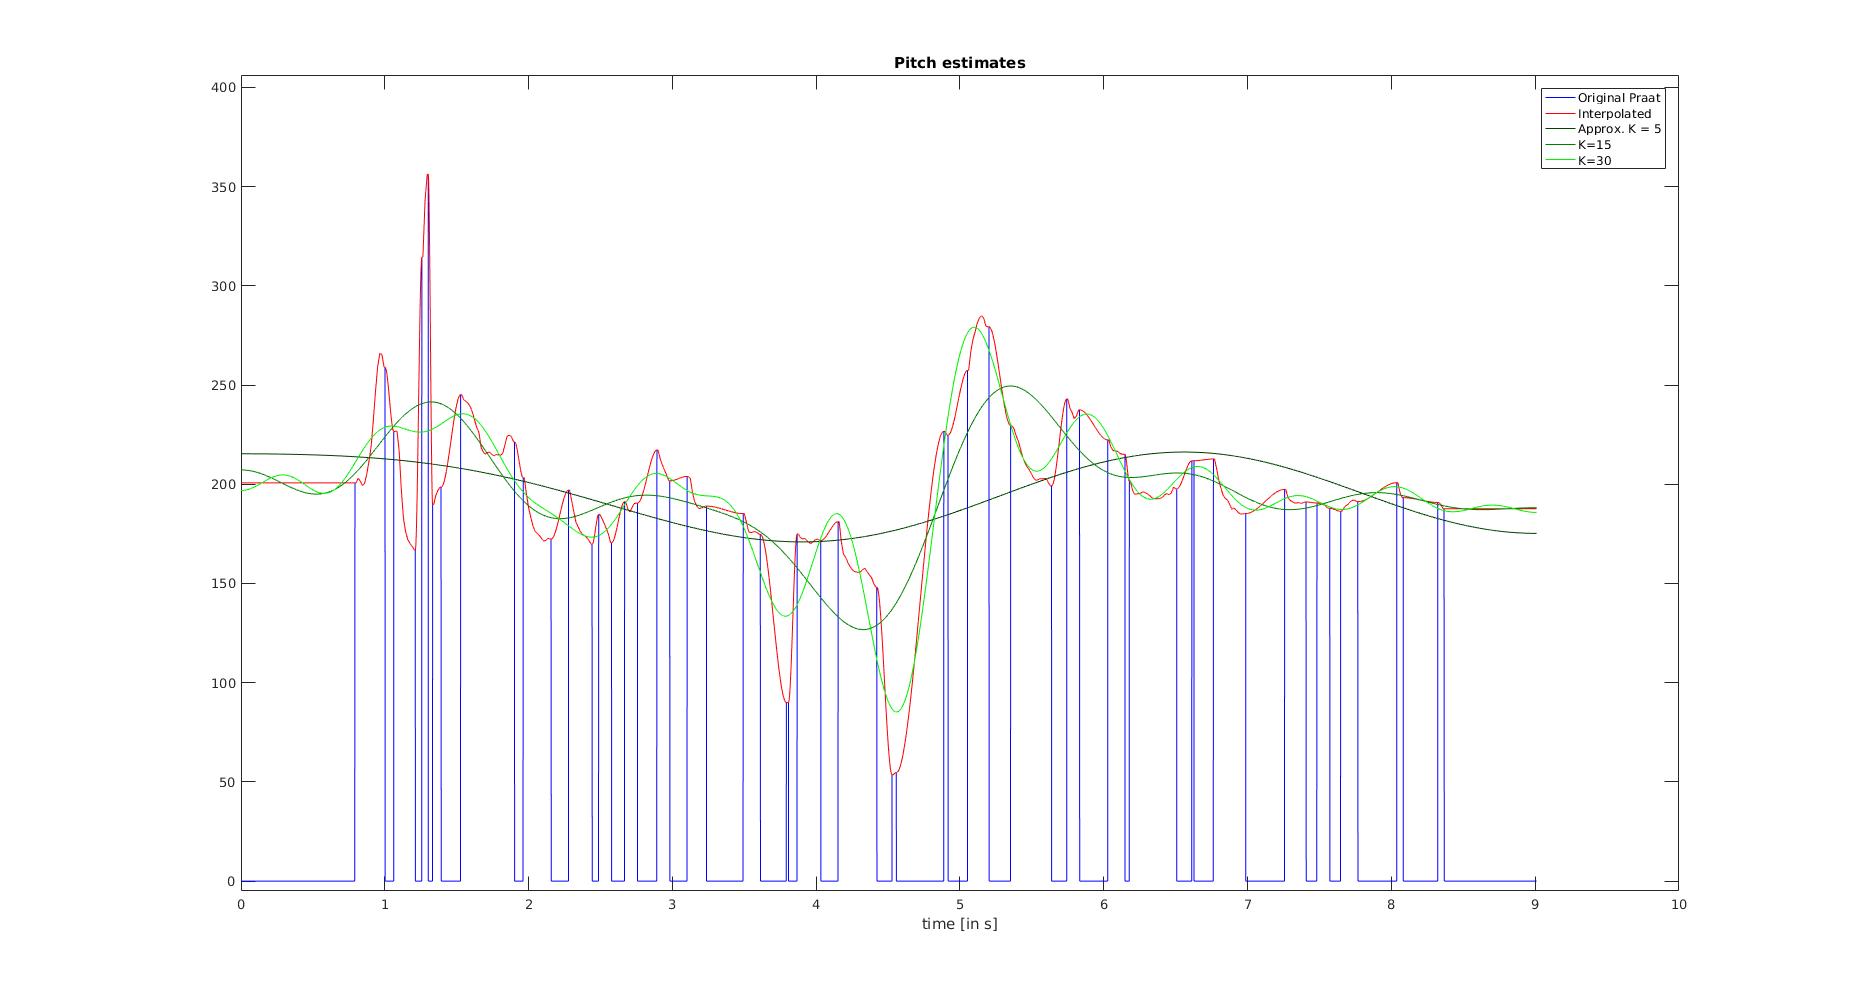 Pitch estimates
400
350
300
250
200
150
100
50
0
Original Praat
Interpolated
Approx. K = 5
K=15
K=30
0 1 2 3 4 5 6 7 8 9 10
time [in s]